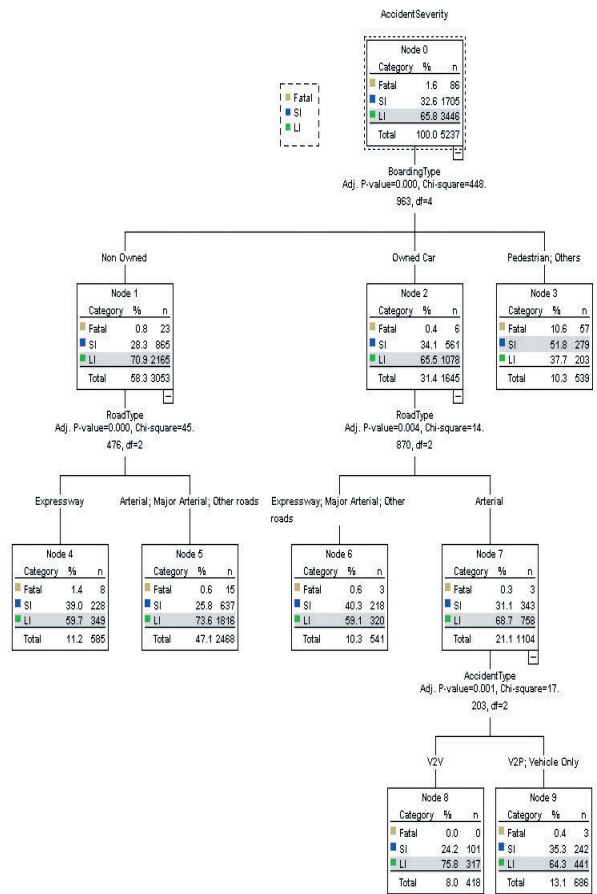 AccidentSeverity
Fatal
SI
LI
Node 0
Category % n
Fatal 1.6 86
SI 32.6 1705
LI 65.8 3446
Total 100.0 5237
BoardingType
Adj. P-value=0.000, Chi-square=448.
963, df=4
Non Owned
Owned Car
Pedestrian; Others
Node 1
Category % n
Fatal 0.8 23
SI 28.3 865
LI 70.9 2165
Total 58.3 3053
Node 2
Category % n
Fatal 0.4 6
SI 34.1 561
LI 65.5 1078
Total 31.4 1645
Node 3
Category % n
Fatal 10.6 57
SI 51.8 279
LI 37.7 203
Total 10.3 539
RoadType
Adj. P-value=0.000, Chi-square=45.
476, df=2
RoadType
Adj. P-value=0.004, Chi-square=14.
870, df=2
Expressway
Arterial; Major Arterial; Other roads
Expressway; Major Arterial; Other
roads
Arterial
Node 4
Category % n
Fatal 1.4 8
SI 39.0 228
LI 59.7 349
Total 11.2 585
Node 5
Category % n
Fatal 0.6 15
SI 25.8 637
LI 73.6 1816
Total 47.1 2468
Node 6
Category % n
Fatal 0.6 3
SI 40.3 218
LI 59.1 320
Total 10.3 541
Node 7
Category % n
Fatal 0.3 3
SI 31.1 343
LI 68.7 758
Total 21.1 1104
AccidentType
Adj. P-value=0.001, Chi-square=17.
203, df=2
V2V
V2P; Vehicle Only
Node 8
Category % n
Fatal 0.0 0
SI 24.2 101
LI 75.8 317
Total 8.0 418
Node 9
Category % n
Fatal 0.4 3
SI 35.3 242
LI 64.3 441
Total 13.1 686